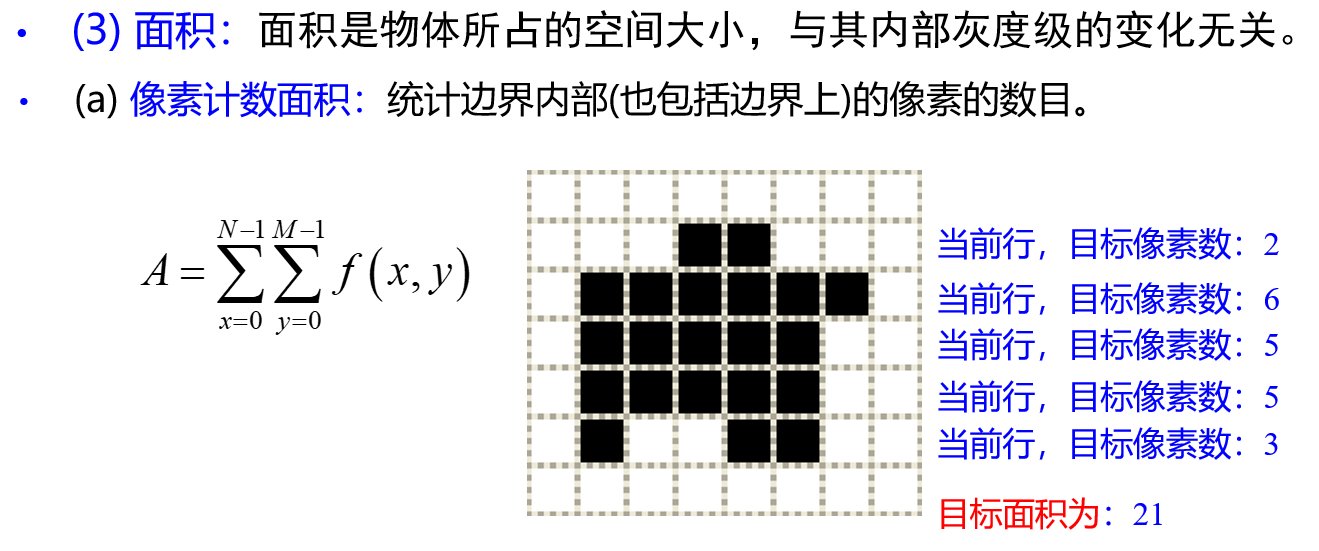 • (3) 面积：面积是物体所占的空间大小，与其内部灰度级的变化无关。
• (a) 像素计数面积：统计边界内部(也包括边界上)的像素的数目。
A = ∑_{x=0}^{N−1} ∑_{y=0}^{M−1} f(x, y)
当前行，目标像素数：2
当前行，目标像素数：6
当前行，目标像素数：5
当前行，目标像素数：5
当前行，目标像素数：3
目标面积为：21